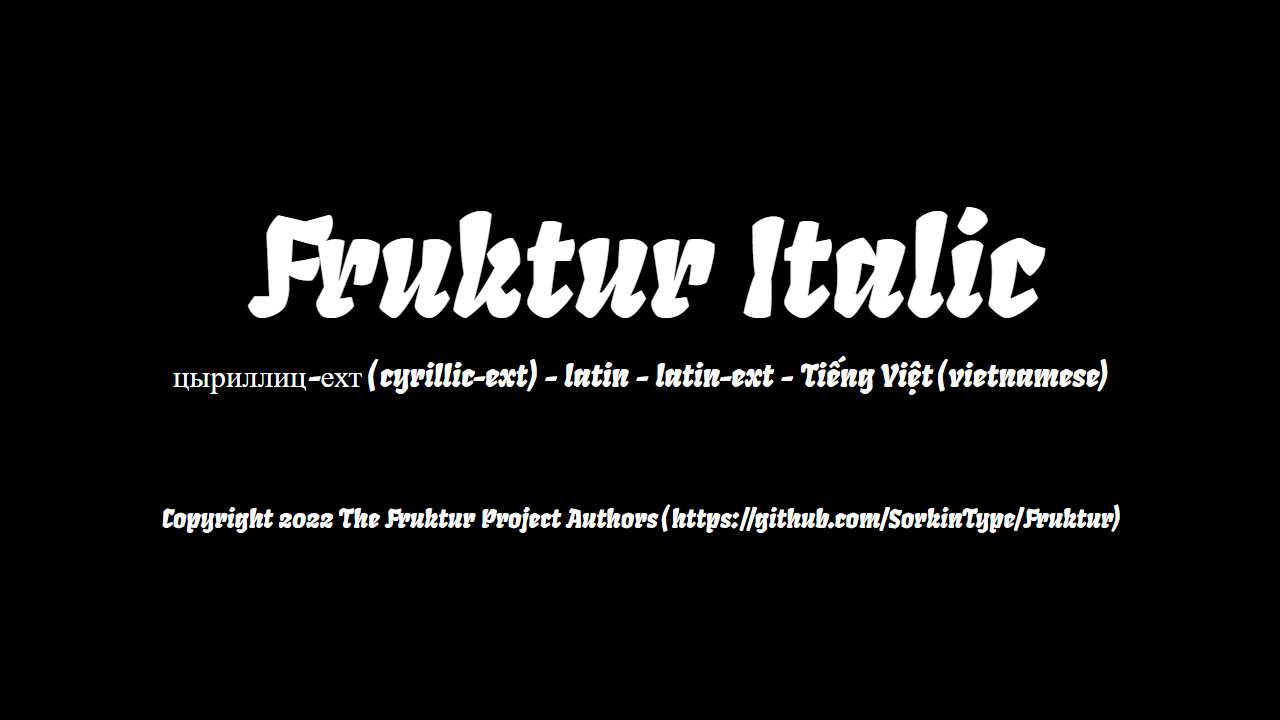 Fruktur Italic
цыриллиц-ехт (cyrillic-ext) - latin - latin-ext - Tiếng Việt (vietnamese)
Copyright 2022 The Fruktur Project Authors (https://github.com/SorkinType/Fruktur)